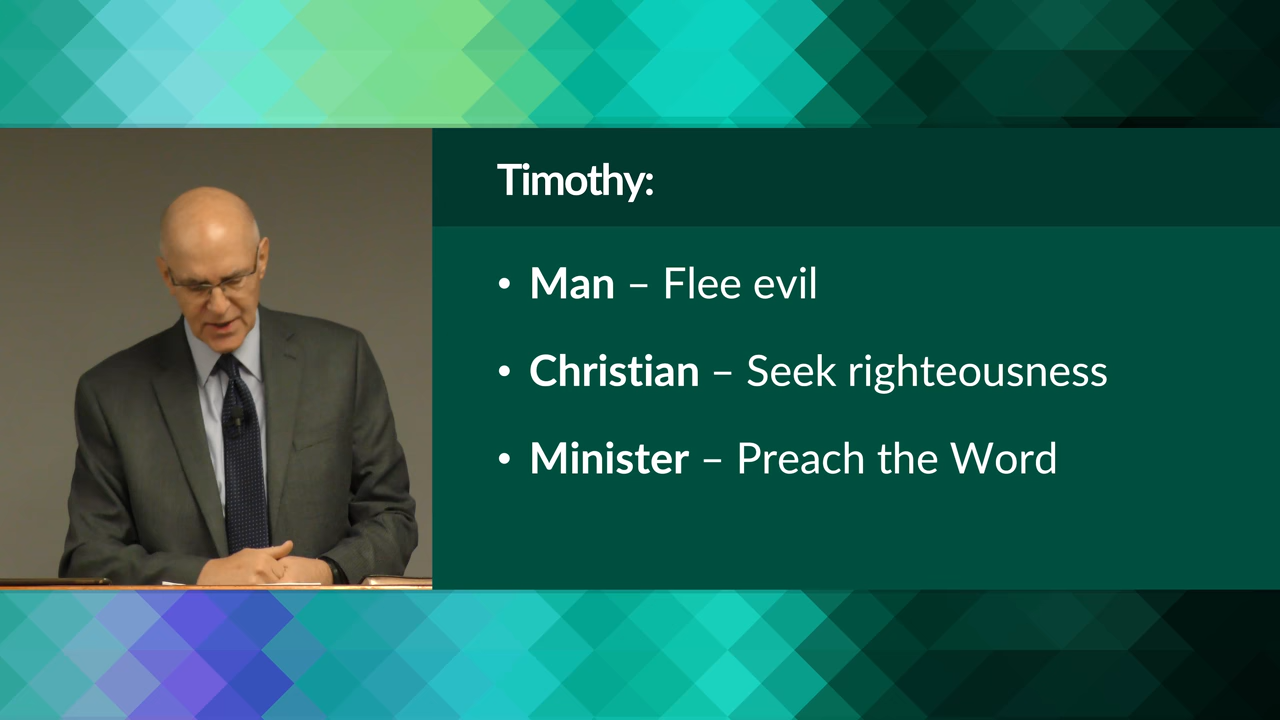 Timothy:
• Man – Flee evil
• Christian – Seek righteousness
• Minister – Preach the Word